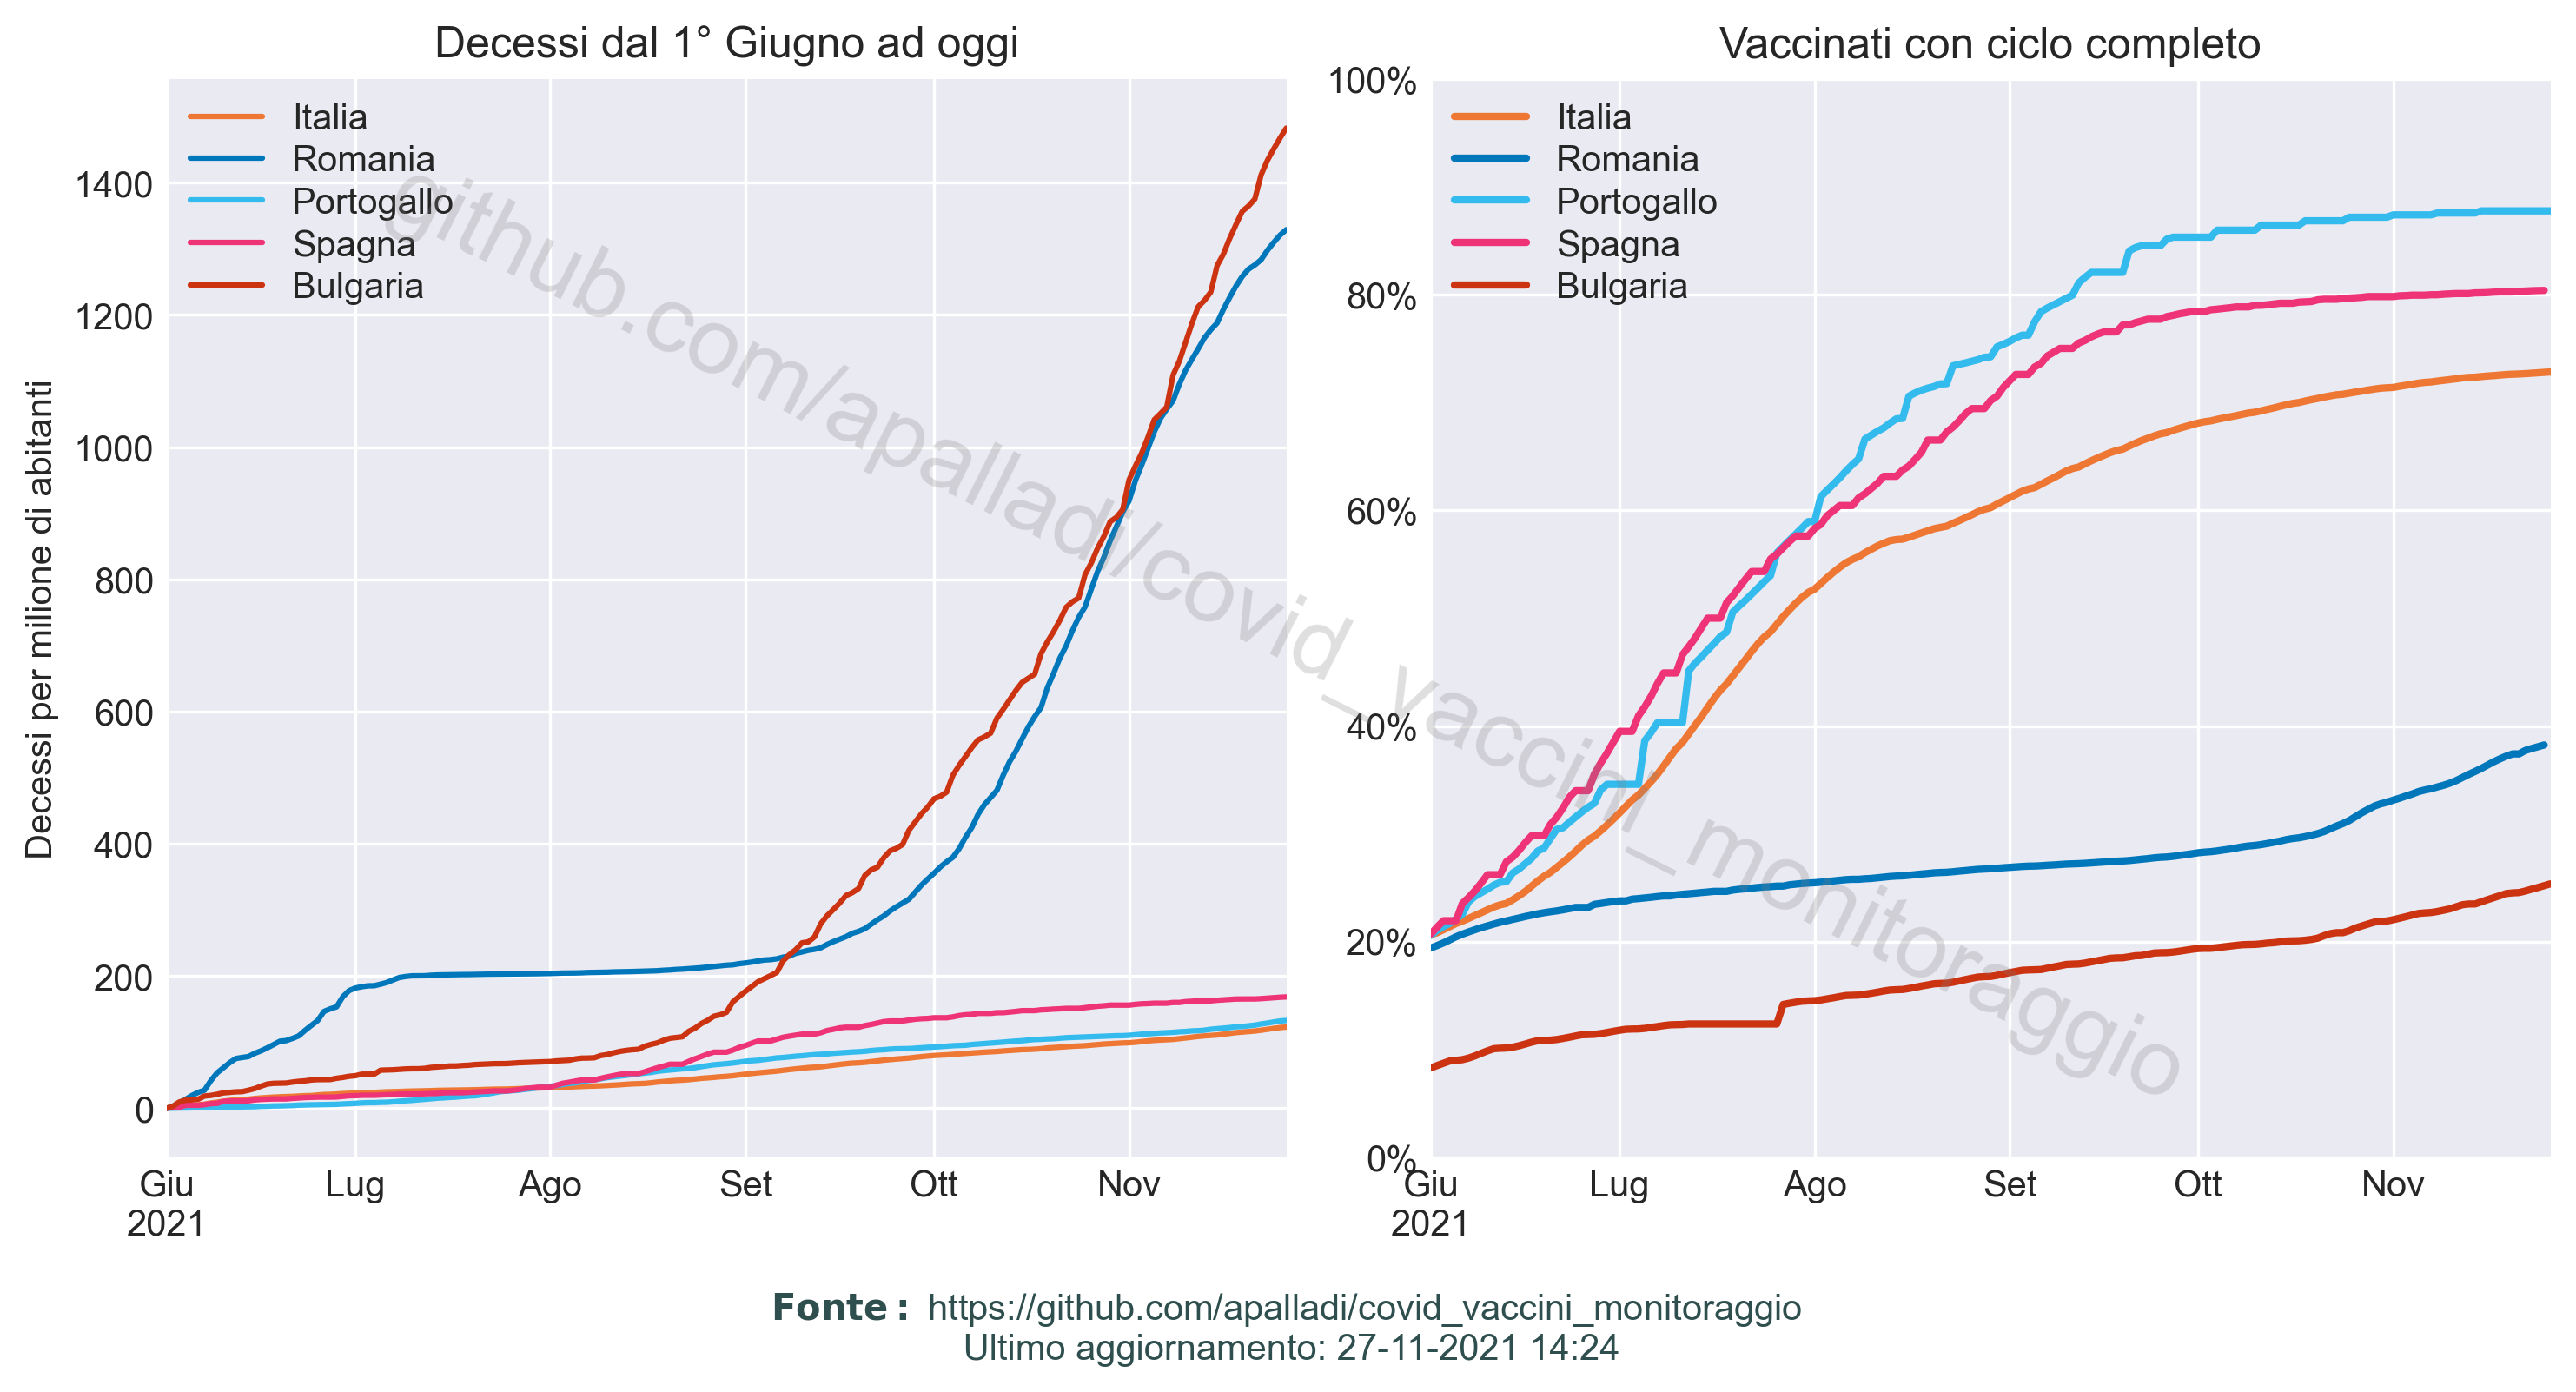 Decessi dal 1° Giugno ad oggi
Decessi per milione di abitanti
1400
1200
1000
800
600
400
200
0
Italia
Romania
Portogallo
Spagna
Bulgaria
Giu
2021
Lug
Ago
Set
Ott
Nov
Vaccinati con ciclo completo
100%
80%
60%
40%
20%
0%
Italia
Romania
Portogallo
Spagna
Bulgaria
Giu
2021
Lug
Ago
Set
Ott
Nov
github.com/apalladi/covid_vaccini_monitoraggio
Fonte: https://github.com/apalladi/covid_vaccini_monitoraggio
Ultimo aggiornamento: 27-11-2021 14:24